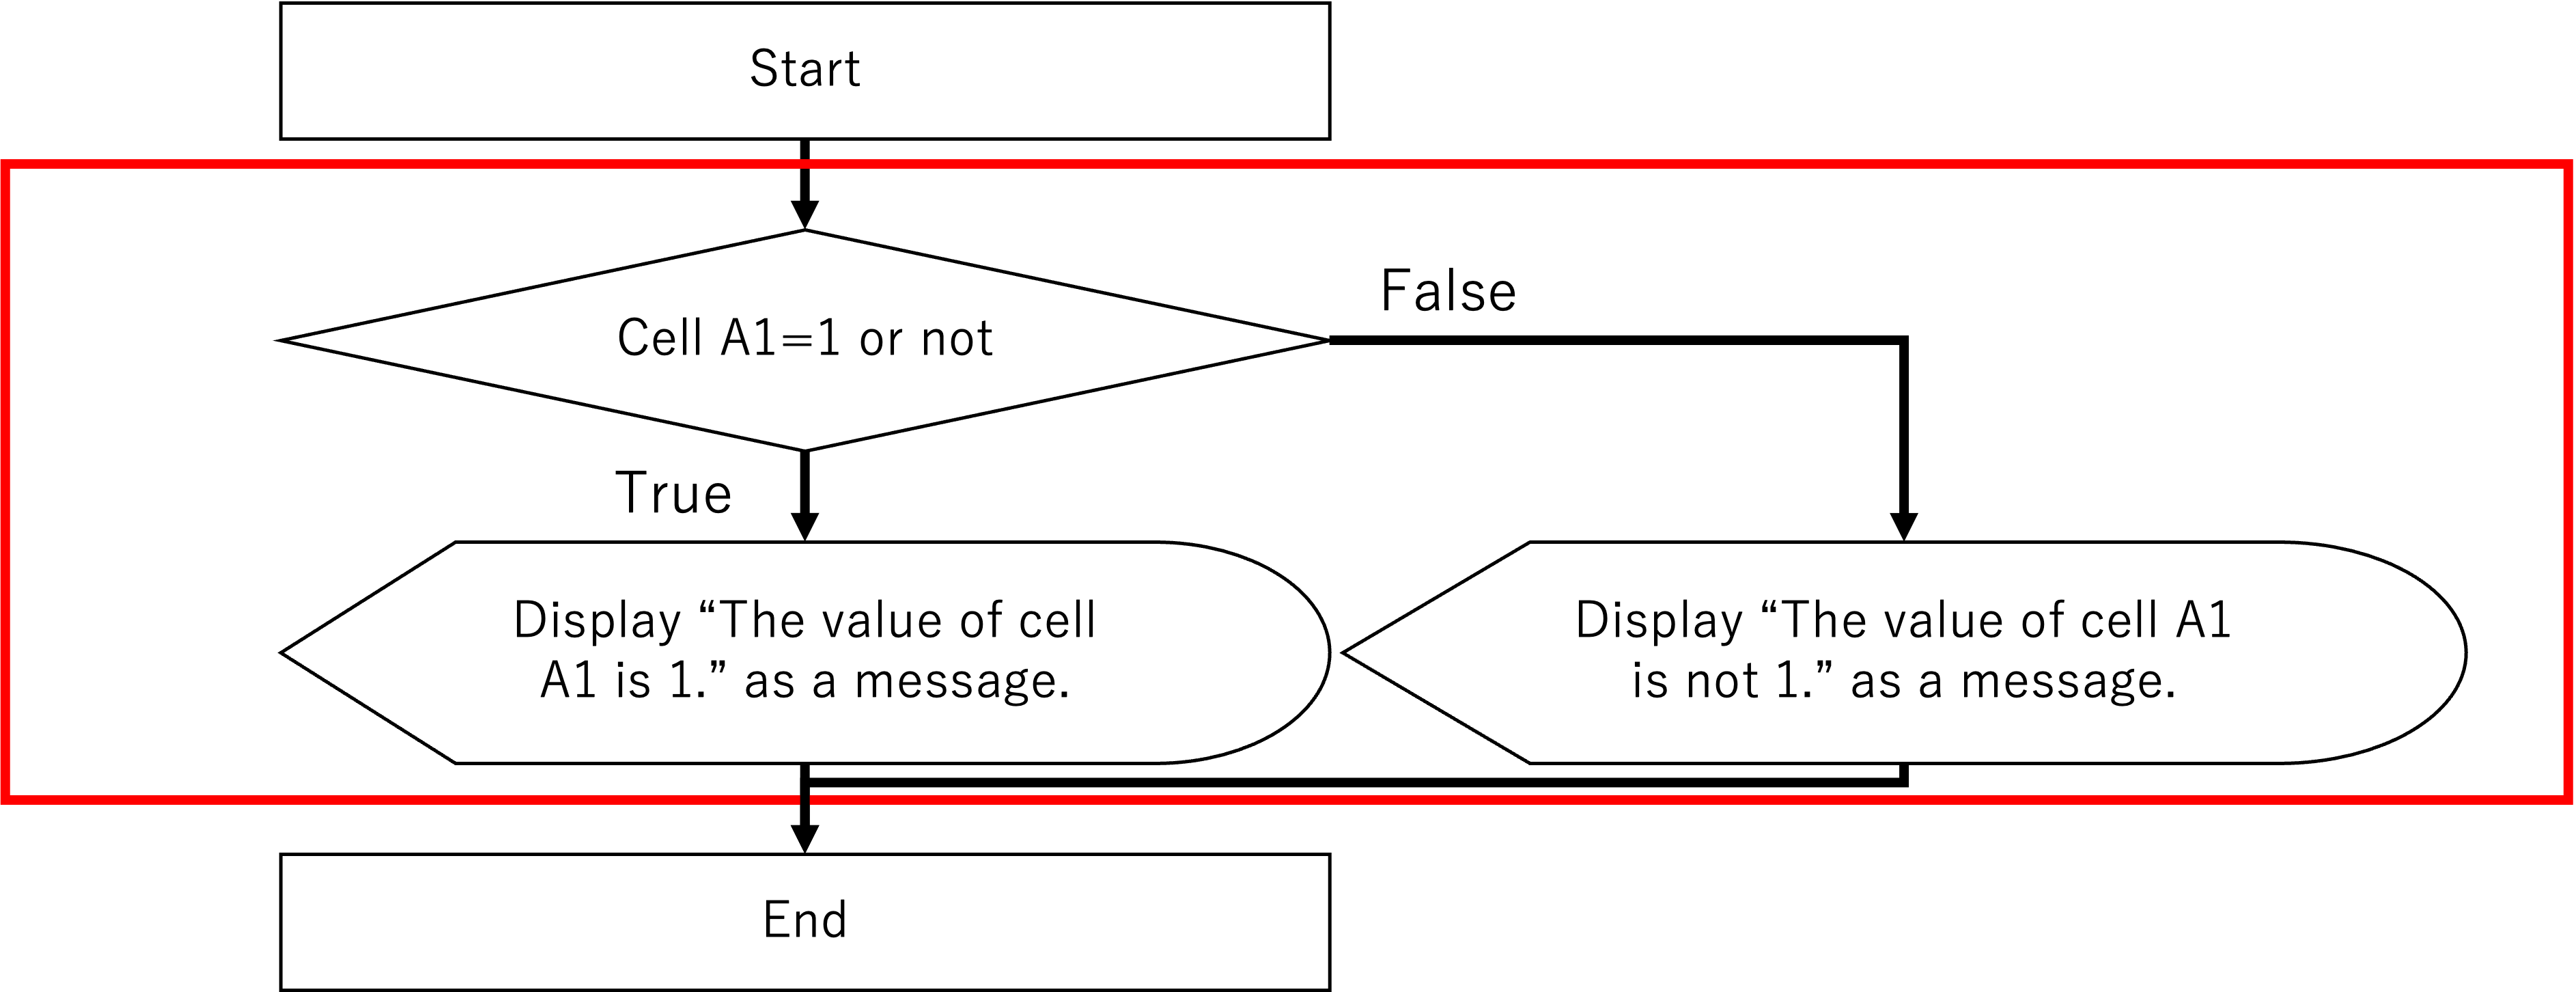 Start
Cell A1=1 or not
False
True
Display “The value of cell
A1 is 1.” as a message.
Display “The value of cell A1
is not 1.” as a message.
End